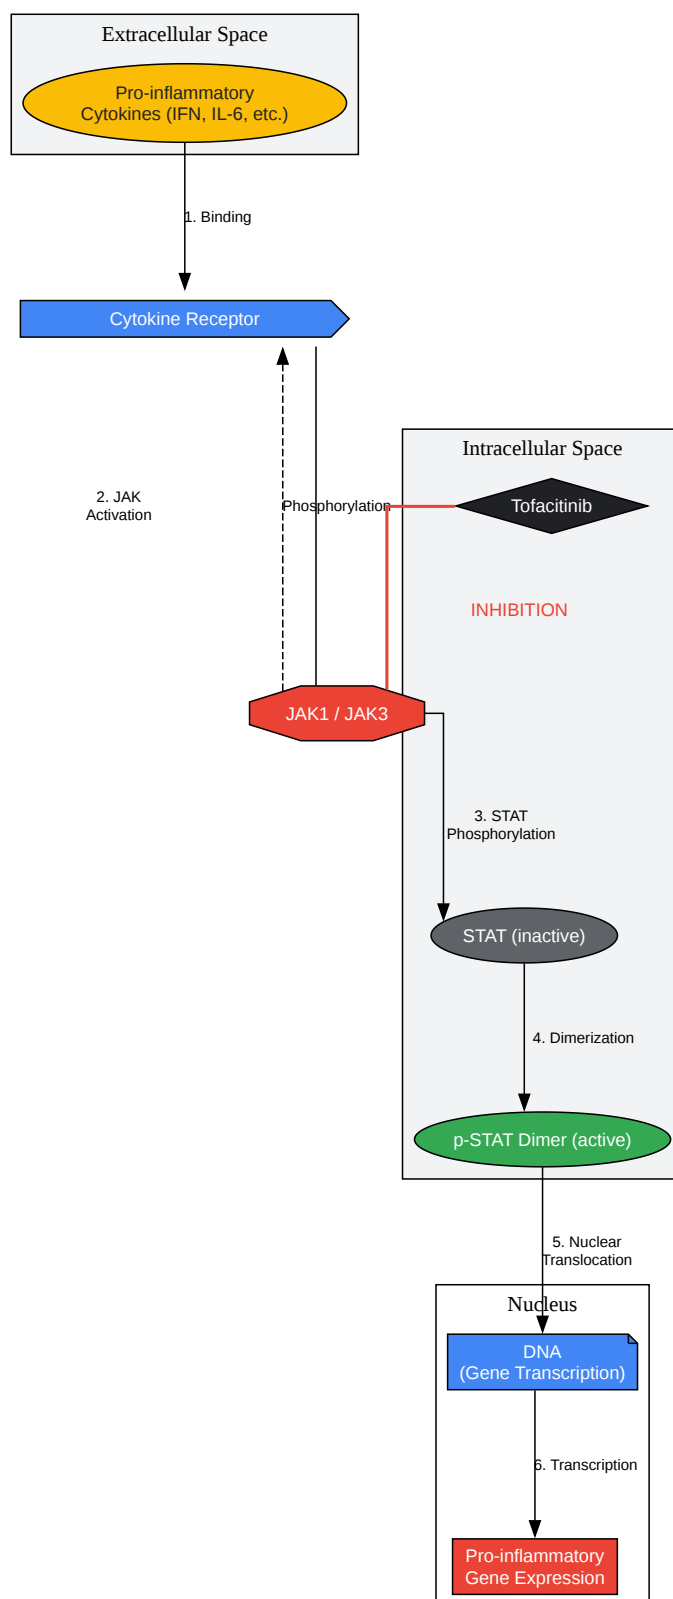 Extracellular Space
Pro-inflammatory
Cytokines (IFN, IL-6, etc.)
1. Binding
Cytokine Receptor
Intracellular Space
2. JAK
Activation
Phosphorylation
Tofacitinib
INHIBITION
JAK1 / JAK3
3. STAT
Phosphorylation
STAT (inactive)
4. Dimerization
p-STAT Dimer (active)
5. Nuclear
Translocation
Nucleus
DNA
(Gene Transcription)
6. Transcription
Pro-inflammatory
Gene Expression